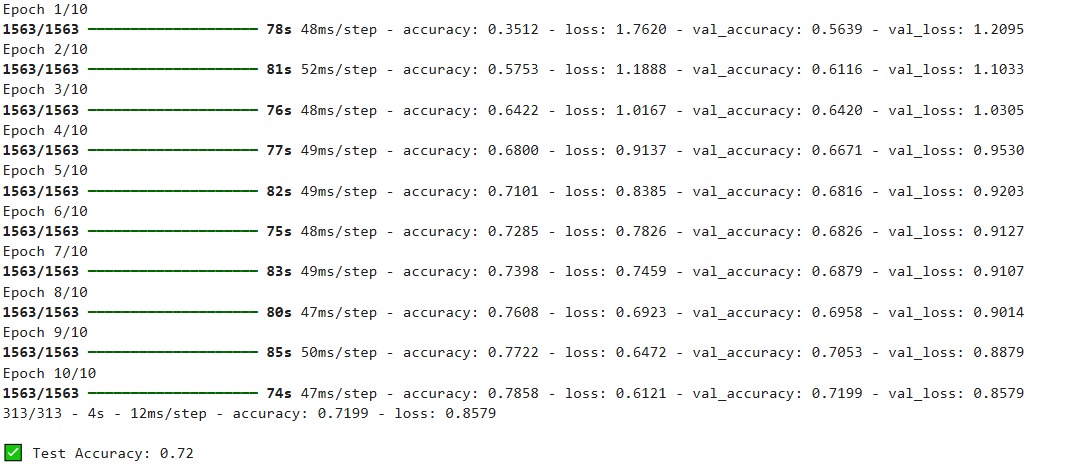 Epoch 1/10
1563/1563 ━━━━━━━━━━━━━━━━━━━━ 78s 48ms/step - accuracy: 0.3512 - loss: 1.7620 - val_accuracy: 0.5639 - val_loss: 1.2095
Epoch 2/10
1563/1563 ━━━━━━━━━━━━━━━━━━━━ 81s 52ms/step - accuracy: 0.5753 - loss: 1.1888 - val_accuracy: 0.6116 - val_loss: 1.1033
Epoch 3/10
1563/1563 ━━━━━━━━━━━━━━━━━━━━ 76s 48ms/step - accuracy: 0.6422 - loss: 1.0167 - val_accuracy: 0.6420 - val_loss: 1.0305
Epoch 4/10
1563/1563 ━━━━━━━━━━━━━━━━━━━━ 77s 49ms/step - accuracy: 0.6800 - loss: 0.9137 - val_accuracy: 0.6671 - val_loss: 0.9530
Epoch 5/10
1563/1563 ━━━━━━━━━━━━━━━━━━━━ 82s 49ms/step - accuracy: 0.7101 - loss: 0.8385 - val_accuracy: 0.6816 - val_loss: 0.9203
Epoch 6/10
1563/1563 ━━━━━━━━━━━━━━━━━━━━ 75s 48ms/step - accuracy: 0.7285 - loss: 0.7826 - val_accuracy: 0.6826 - val_loss: 0.9127
Epoch 7/10
1563/1563 ━━━━━━━━━━━━━━━━━━━━ 83s 49ms/step - accuracy: 0.7398 - loss: 0.7459 - val_accuracy: 0.6879 - val_loss: 0.9107
Epoch 8/10
1563/1563 ━━━━━━━━━━━━━━━━━━━━ 80s 47ms/step - accuracy: 0.7608 - loss: 0.6923 - val_accuracy: 0.6958 - val_loss: 0.9014
Epoch 9/10
1563/1563 ━━━━━━━━━━━━━━━━━━━━ 85s 50ms/step - accuracy: 0.7722 - loss: 0.6472 - val_accuracy: 0.7053 - val_loss: 0.8879
Epoch 10/10
1563/1563 ━━━━━━━━━━━━━━━━━━━━ 74s 47ms/step - accuracy: 0.7858 - loss: 0.6121 - val_accuracy: 0.7199 - val_loss: 0.8579
313/313 - 4s - 12ms/step - accuracy: 0.7199 - loss: 0.8579
✅ Test Accuracy: 0.72